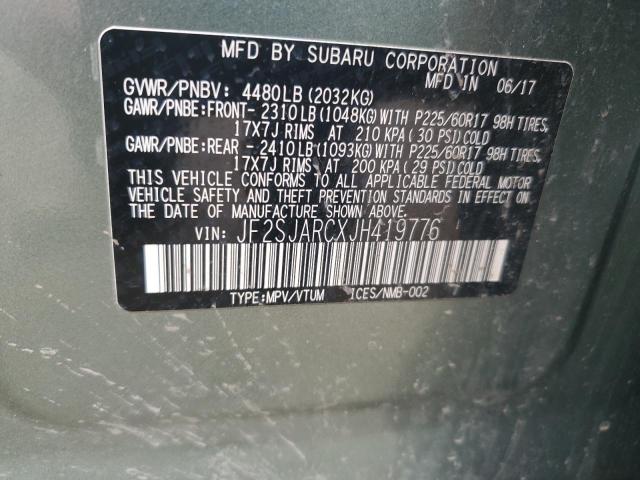 MFD BY SUBARU CORPORATION
MFD IN 06/17
GVWR/PNBV: 4480LB (2032KG)
GAWR/PNBE:FRONT- 2310LB (1048KG) WITH P225/60R17 98H TIRES,
17X7J RIMS AT 210 KPA ( 30 PSI) COLD
GAWR/PNBE:REAR - 2410LB (1093KG) WITH P225/60R17 98H TIRES,
17X7J RIMS AT 200 KPA ( 29 PSI) COLD
THIS VEHICLE CONFORMS TO ALL APPLICABLE FEDERAL MOTOR
VEHICLE SAFETY AND THEFT PREVENTION STANDARDS IN EFFECT ON
THE DATE OF MANUFACTURE SHOWN ABOVE.
VIN: JF2SJARCXJH419776
TYPE:MPV/VTUM ICES/NMB-002